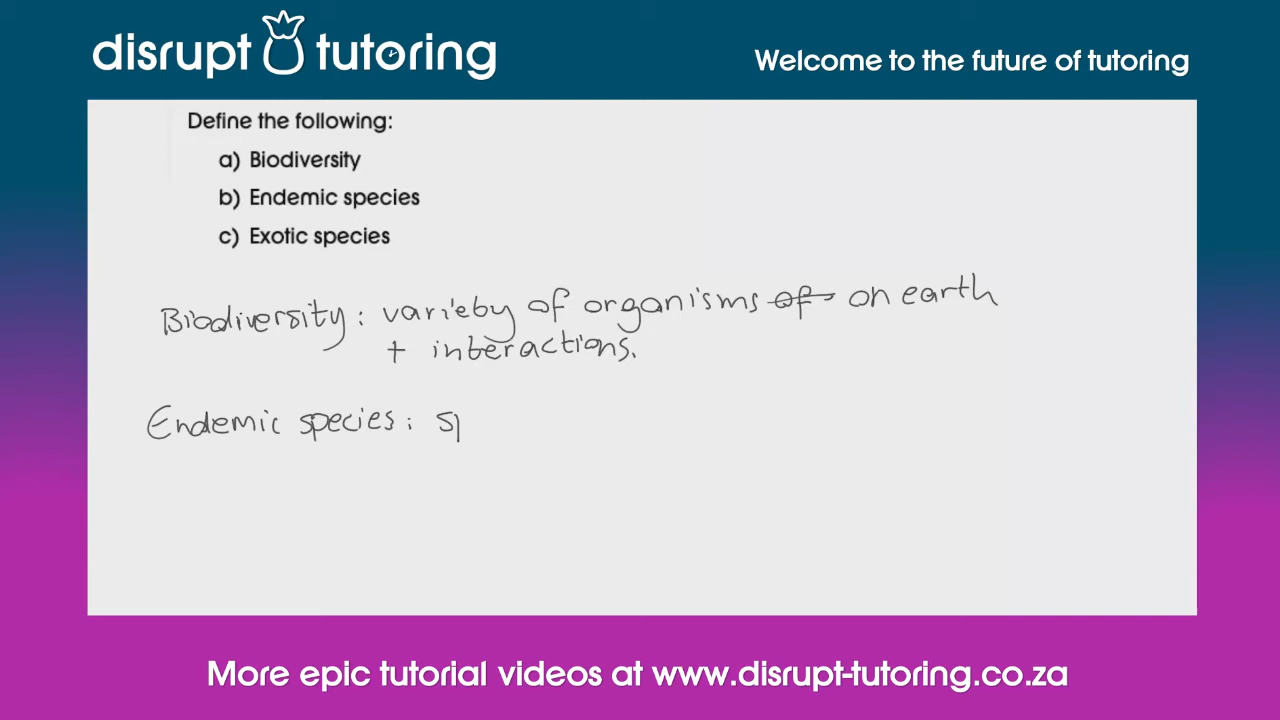 disrupt tutoring
Welcome to the future of tutoring
Define the following:
a) Biodiversity
b) Endemic species
c) Exotic species
Biodiversity: variety of organisms of on earth
+ interactions.
Endemic species: sp
More epic tutorial videos at www.disrupt-tutoring.co.za